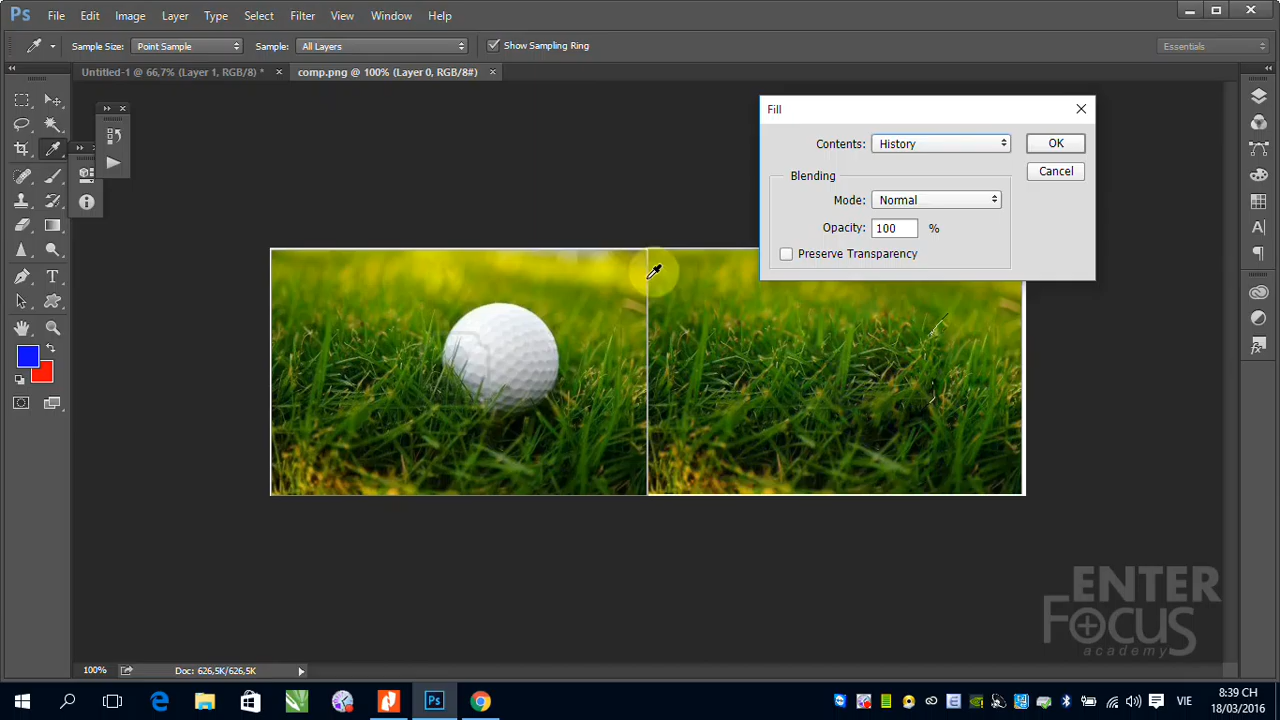 Ps File Edit Image Layer Type Select Filter View Window Help
Sample Size: Point Sample Sample: All Layers Show Sampling Ring Essentials
Untitled-1 @ 66,7% (Layer 1, RGB/8) * × comp.png @ 100% (Layer 0, RGB/8#) ×
Fill
Contents: History OK
Blending Cancel
Mode: Normal
Opacity: 100 %
Preserve Transparency
ENTER
FOCUS
academy
100% Doc: 626,5K/626,5K
VIE
8:39 CH
18/03/2016